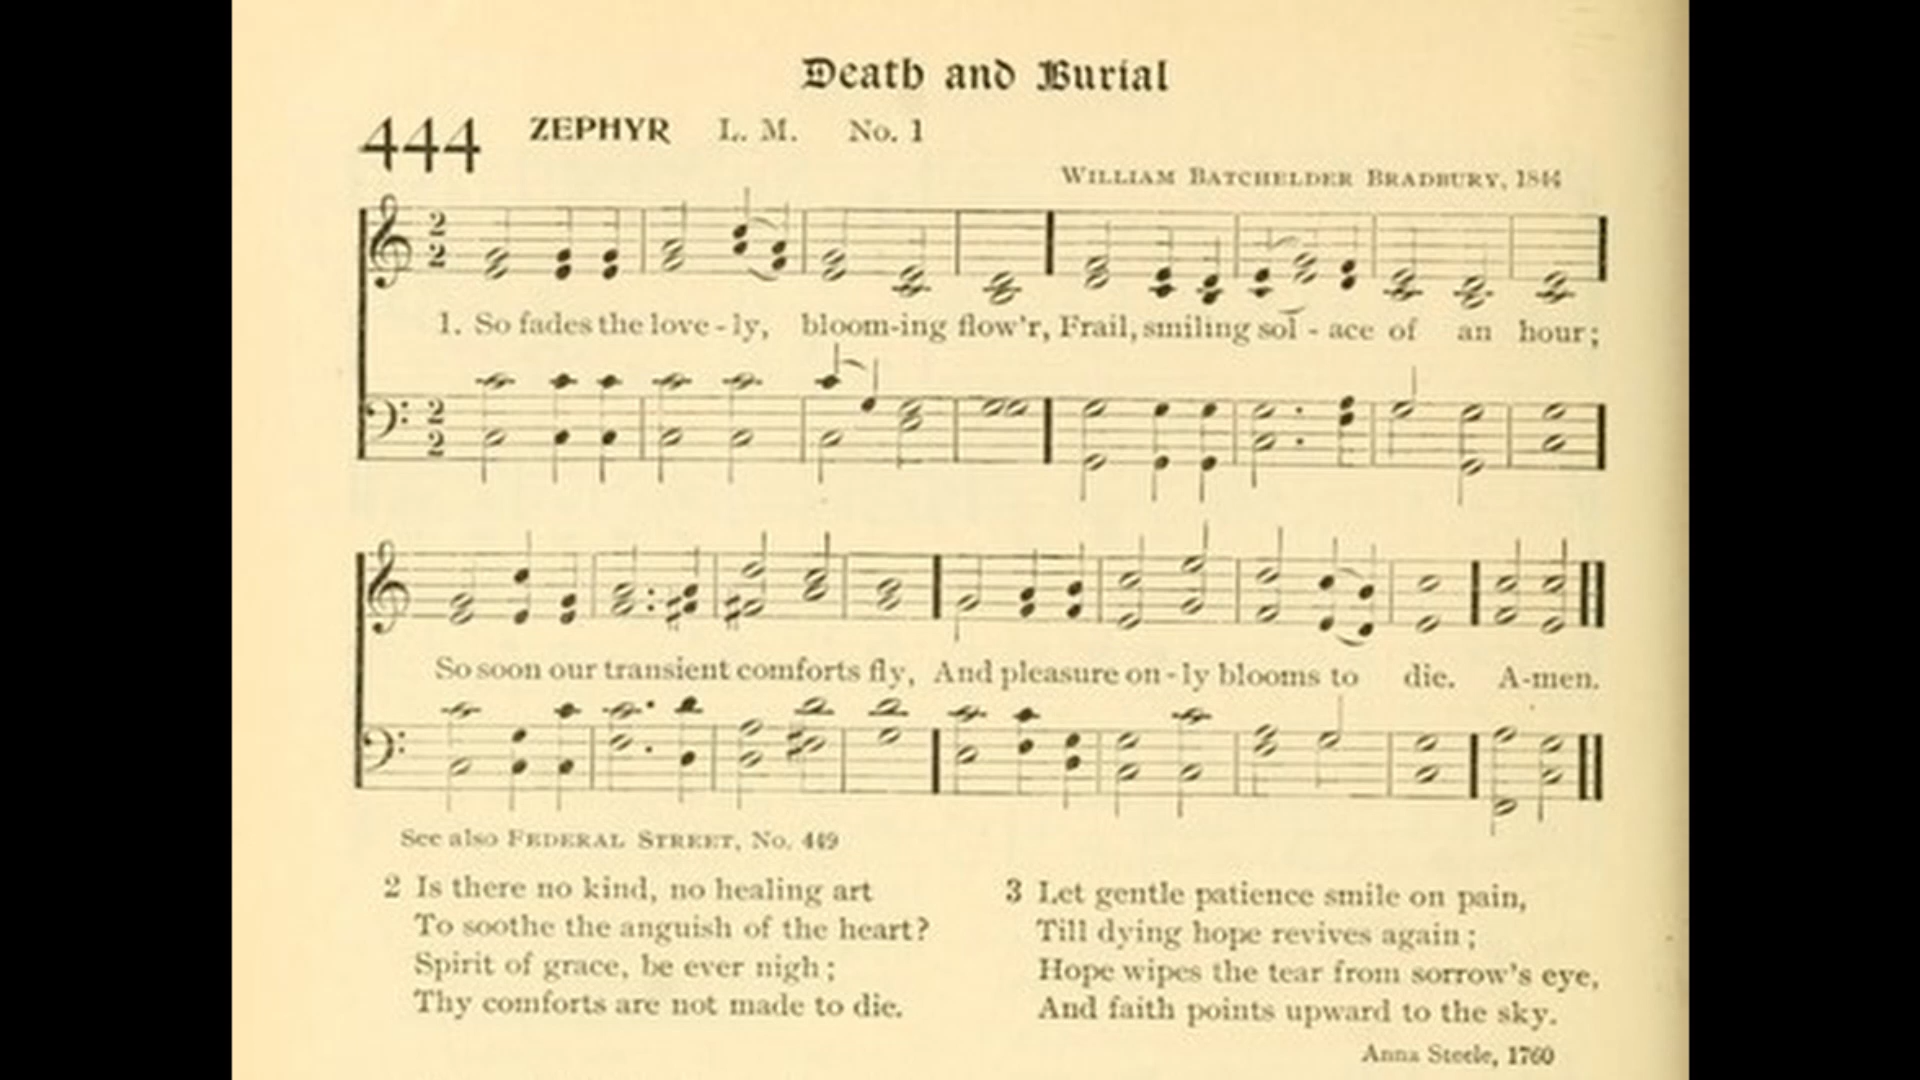 Death and Burial
444 ZEPHYR L. M. No. 1
WILLIAM BATCHELDER BRADBURY, 1844
2 2
1. So fades the love - ly, bloom-ing flow'r, Frail, smiling sol - ace of an hour;
2 2
So soon our transient comforts fly, And pleasure on - ly blooms to die. A-men.
See also FEDERAL STREET, No. 449
2 Is there no kind, no healing art
To soothe the anguish of the heart?
Spirit of grace, be ever nigh;
Thy comforts are not made to die.
3 Let gentle patience smile on pain,
Till dying hope revives again;
Hope wipes the tear from sorrow's eye,
And faith points upward to the sky.
Anna Steele, 1760